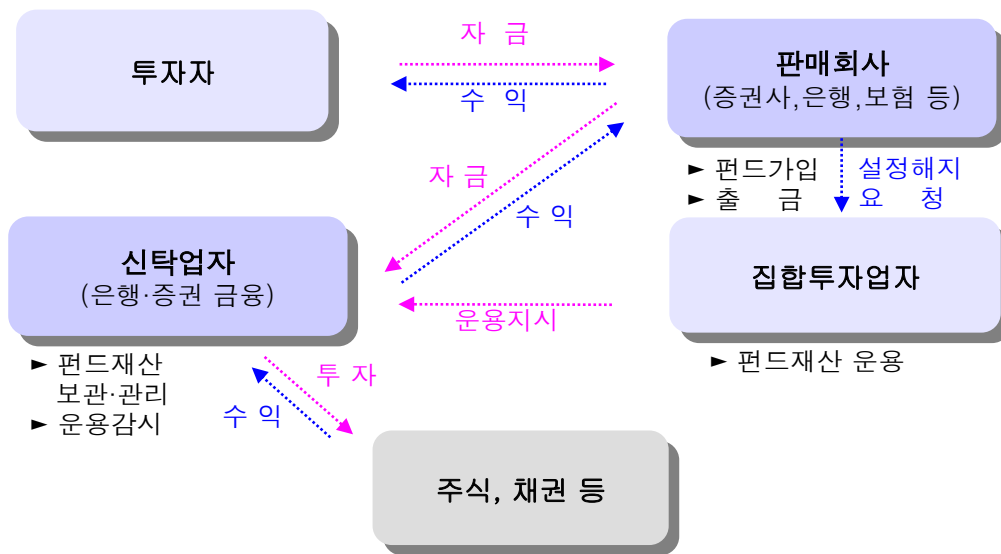 투자자
자 금
수 익
판매회사
(증권사,은행,보험 등)
► 펀드가입
► 출 금
설정해지
요 청
자 금
수 익
신탁업자
(은행·증권 금융)
집합투자업자
운용지시
► 펀드재산
보관·관리
► 운용감시
► 펀드재산 운용
투 자
수 익
주식, 채권 등